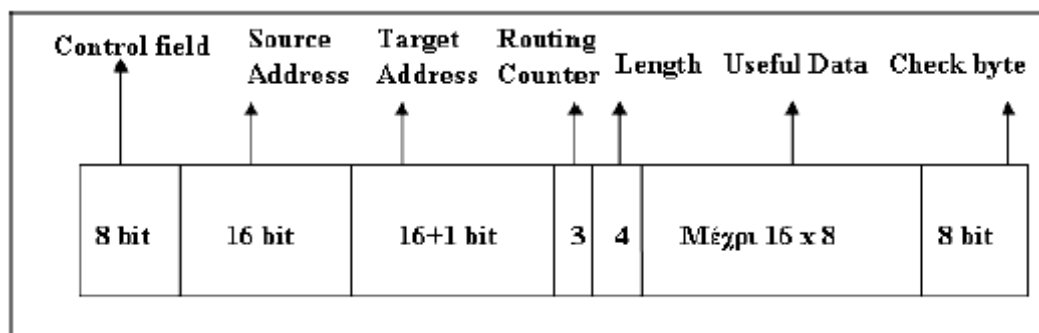 Control field
Source
Address
Target
Address
Routing
Counter
Length
Useful Data
Check byte
8 bit
16 bit
16+1 bit
3
4
Μέχρι 16 x 8
8 bit